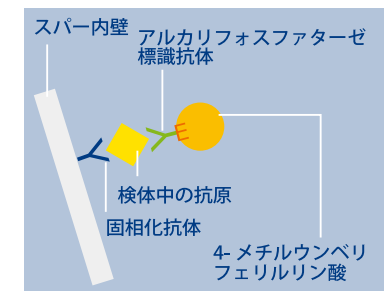 スパー内壁
アルカリフォスファターゼ
標識抗体
検体中の抗原
固相化抗体
4- メチルウンベリ
フェリルリン酸